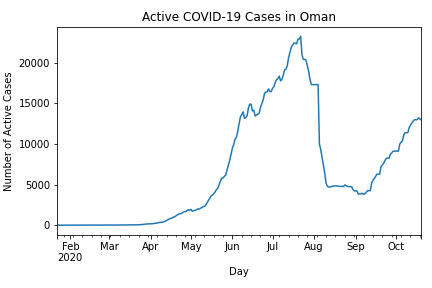 Active COVID-19 Cases in Oman
Number of Active Cases
20000
15000
10000
5000
0
Feb Mar Apr May Jun Jul Aug Sep Oct
2020
Day